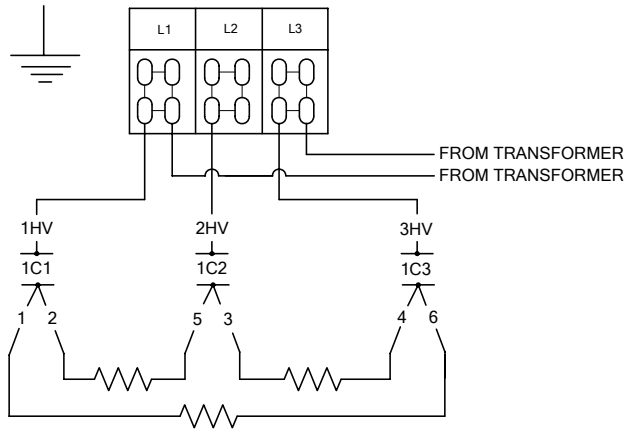 L1 L2 L3
FROM TRANSFORMER
FROM TRANSFORMER
1HV 2HV 3HV
1C1 1C2 1C3
1 2 5 3 4 6